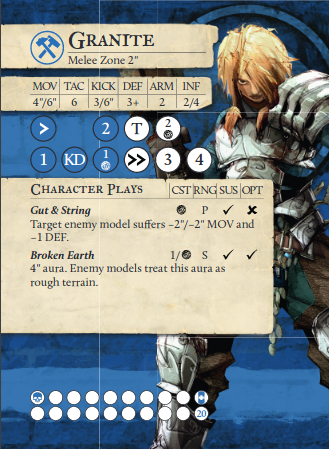 GRANITE
Melee Zone 2"
MOV TAC KICK DEF ARM INF
4"/6" 6 3/6" 3+ 2 2/4
> 2 T 2
1 KD 1 >> 3 4
CHARACTER PLAYS CST RNG SUS OPT
Gut & String P ✓ ✗
Target enemy model suffers –2"/–2" MOV and
–1 DEF.
Broken Earth 1/ S ✓ ✓
4" aura. Enemy models treat this aura as
rough terrain.
20